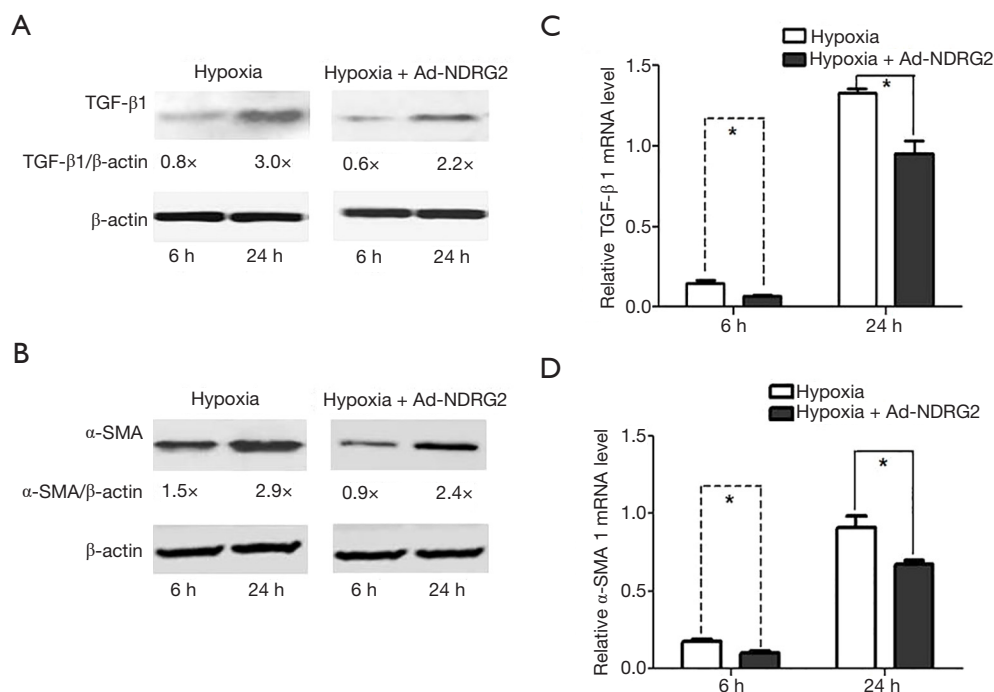 A
Hypoxia Hypoxia + Ad-NDRG2
TGF-β1
TGF-β1/β-actin 0.8× 3.0× 0.6× 2.2×
β-actin
6 h 24 h 6 h 24 h
B
Hypoxia Hypoxia + Ad-NDRG2
α-SMA
α-SMA/β-actin 1.5× 2.9× 0.9× 2.4×
β-actin
6 h 24 h 6 h 24 h
C
Hypoxia
Hypoxia + Ad-NDRG2
Relative TGF-β 1 mRNA level
1.5
1.0
0.5
0.0
*
*
6 h 24 h
D
Hypoxia
Hypoxia + Ad-NDRG2
Relative α-SMA 1 mRNA level
1.5
1.0
0.5
0.0
*
*
6 h 24 h